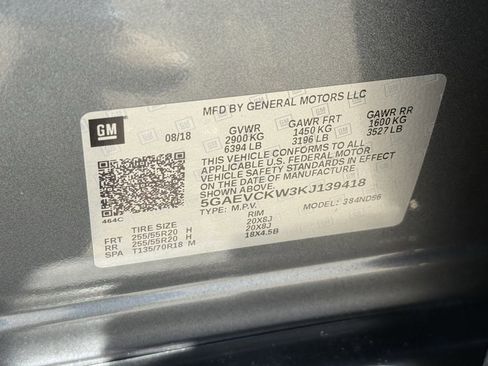 MFD BY GENERAL MOTORS LLC
GM 08/18 GVWR GAWR FRT GAWR RR
2900 KG 1450 KG 1600 KG
6394 LB 3196 LB 3527 LB
THIS VEHICLE CONFORMS TO ALL
APPLICABLE U.S. FEDERAL MOTOR
VEHICLE SAFETY STANDARDS IN
EFFECT ON THE DATE OF MANUFACTURE
SHOWN ABOVE.
5GAEVCKW3KJ139418
464C TYPE: M.P.V. MODEL:
TIRE SIZE RIM
FRT 255/55R20 H 20X8J
RR 255/55R20 H 20X8J
SPA T135/70R18 M 18X4.5B